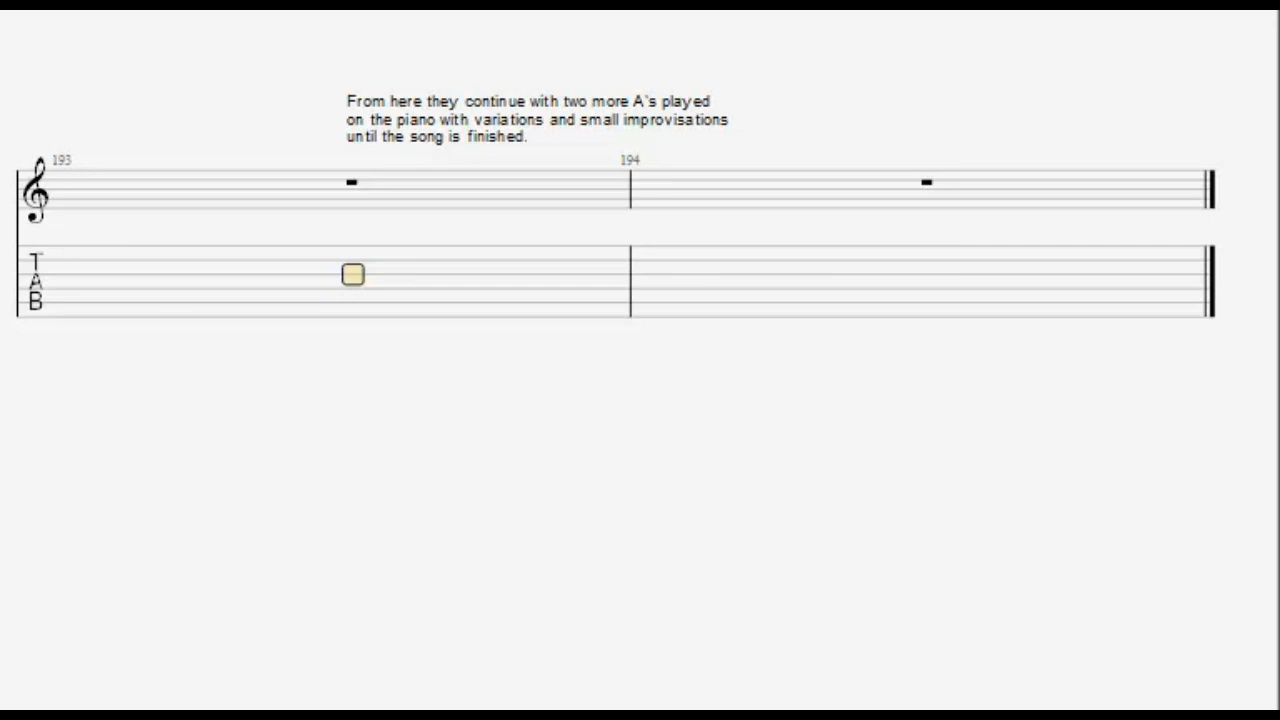 From here they continue with two more A's played
on the piano with variations and small improvisations
until the song is finished.
193
194
T
A
B